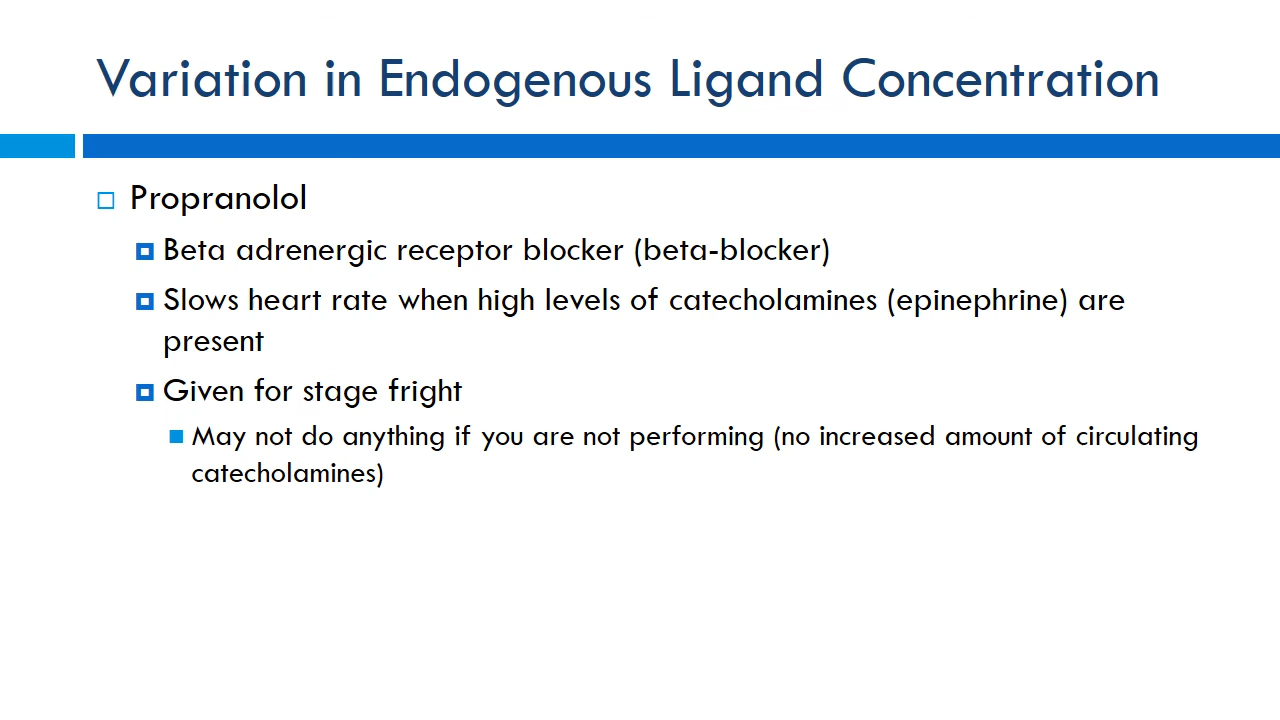 Variation in Endogenous Ligand Concentration
Propranolol
Beta adrenergic receptor blocker (beta-blocker)
Slows heart rate when high levels of catecholamines (epinephrine) are
present
Given for stage fright
May not do anything if you are not performing (no increased amount of circulating
catecholamines)